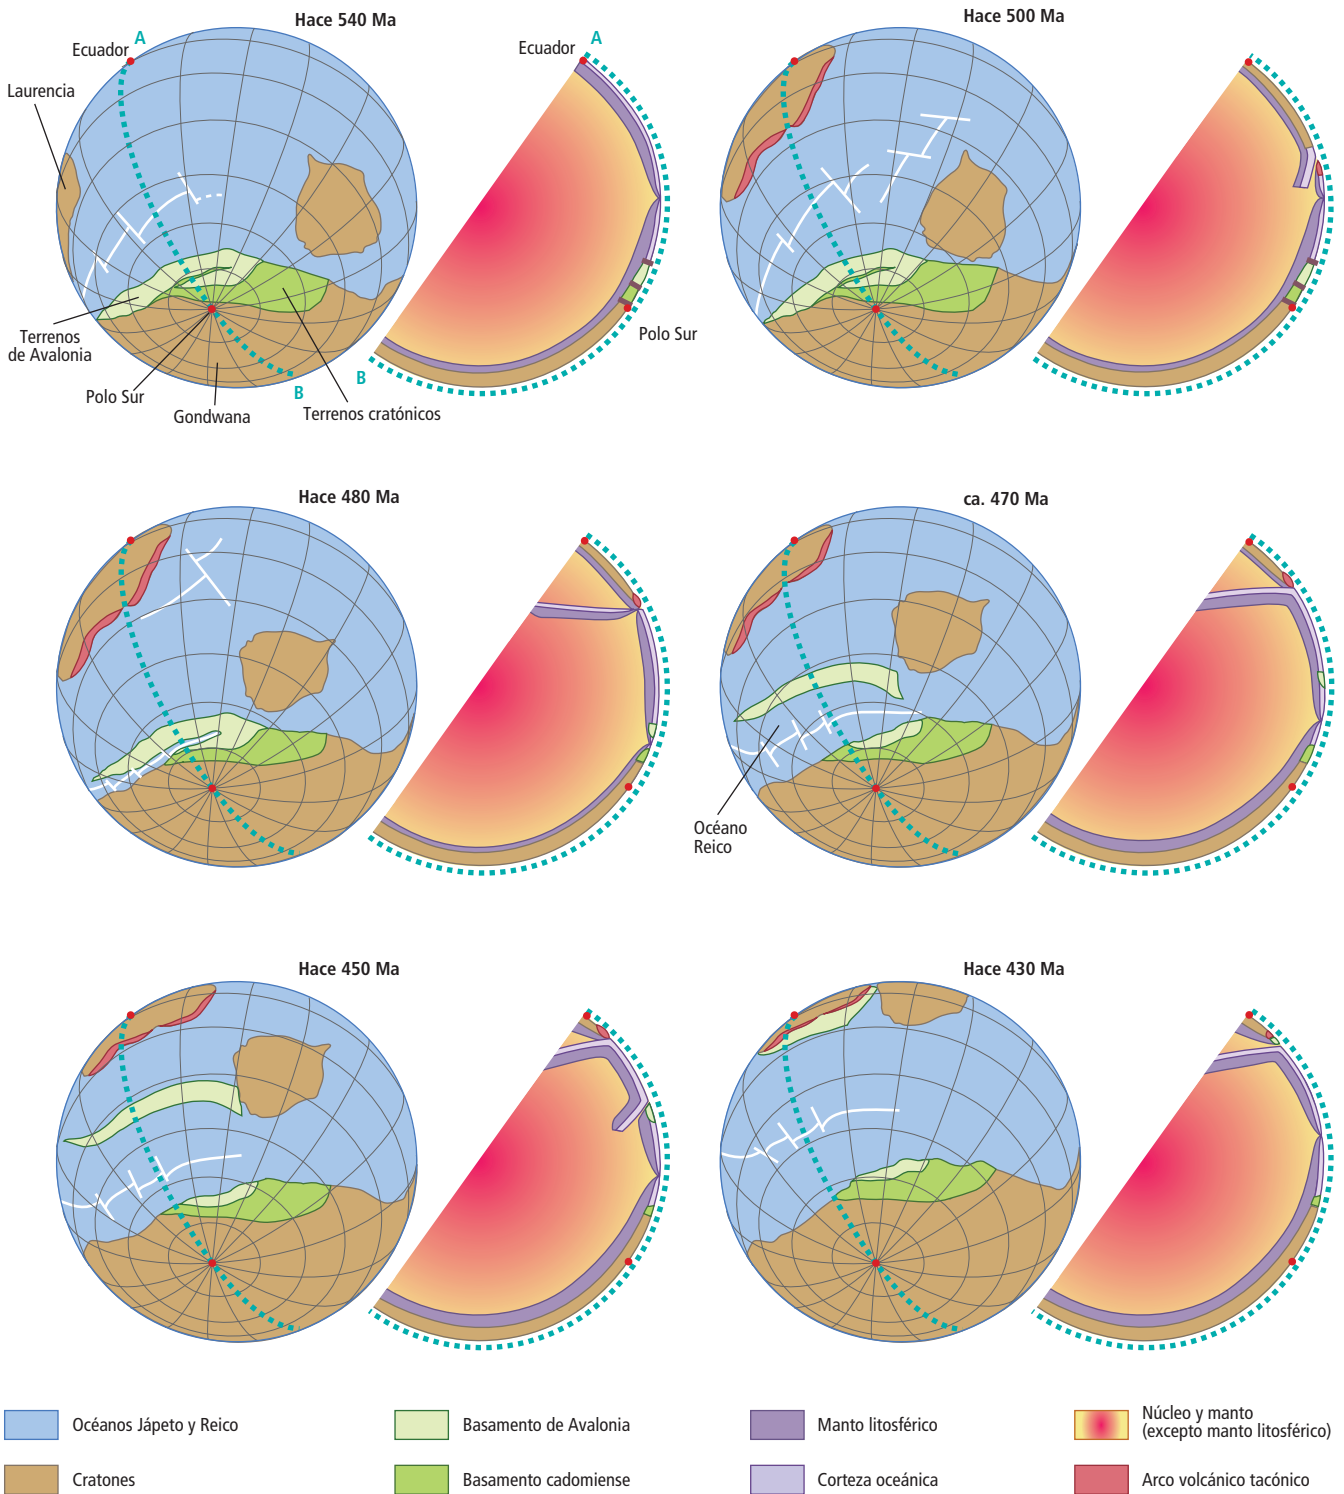 Hace 540 Ma
Ecuador
A
Laurencia
Terrenos
de Avalonia
Polo Sur
Gondwana
B
Terrenos cratónicos
Ecuador
A
B
Polo Sur
Hace 500 Ma
Hace 480 Ma
ca. 470 Ma
Océano
Reico
Hace 450 Ma
Hace 430 Ma
Océanos Jápeto y Reico
Basamento de Avalonia
Manto litosférico
Núcleo y manto
(excepto manto litosférico)
Cratones
Basamento cadomiense
Corteza oceánica
Arco volcánico tacónico